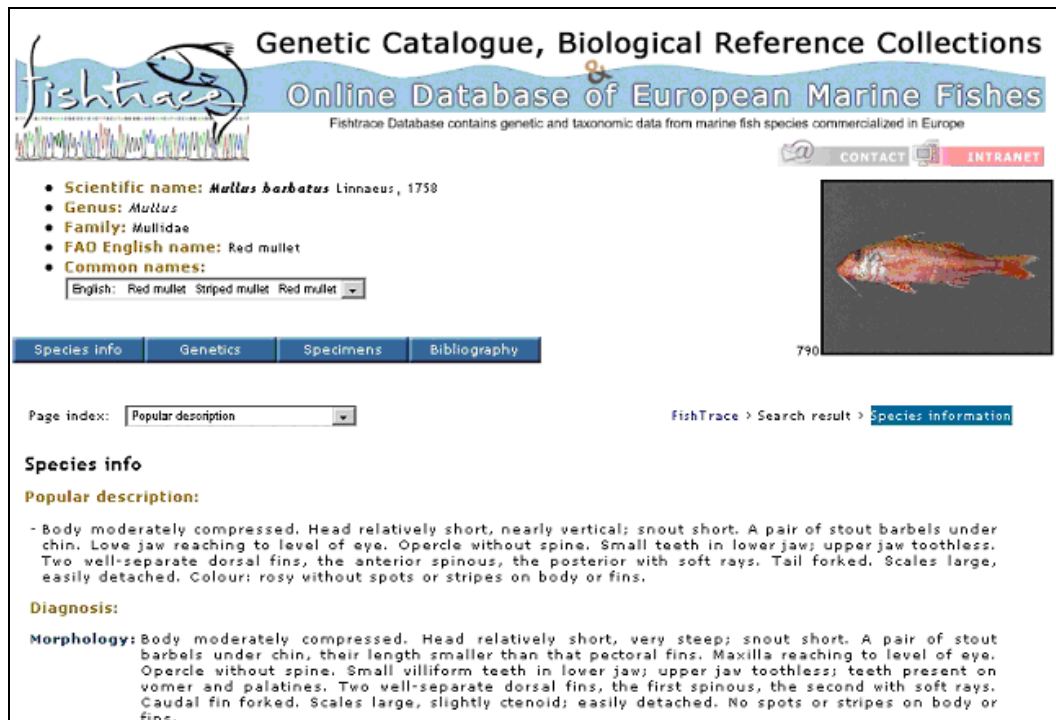 Genetic Catalogue, Biological Reference Collections
&
fishtrace
Online Database of European Marine Fishes
Fishtrace Database contains genetic and taxonomic data from marine fish species commercialized in Europe
CONTACT INTRANET
• Scientific name: Mullus barbatus Linnaeus, 1758
• Genus: Mullus
• Family: Mullidae
• FAO English name: Red mullet
• Common names:
English: Red mullet Striped mullet Red mullet
Species info Genetics Specimens Bibliography
790
Page index: Popular description
FishTrace > Search result > Species information
Species info
Popular description:
- Body moderately compressed. Head relatively short, nearly vertical; snout short. A pair of stout barbels under
chin. Love jaw reaching to level of eye. Opercle without spine. Small teeth in lower jaw; upper jaw toothless.
Two well-separate dorsal fins, the anterior spinous, the posterior with soft rays. Tail forked. Scales large,
easily detached. Colour: rosy without spots or stripes on body or fins.
Diagnosis:
Morphology: Body moderately compressed. Head relatively short, very steep; snout short. A pair of stout
barbels under chin, their length smaller than that pectoral fins. Maxilla reaching to level of eye.
Opercle without spine. Small villiform teeth in lower jaw; upper jaw toothless; teeth present on
vomer and palatines. Two well-separate dorsal fins, the first spinous, the second with soft rays.
Caudal fin forked. Scales large, slightly ctenoid; easily detached. No spots or stripes on body or
fins.